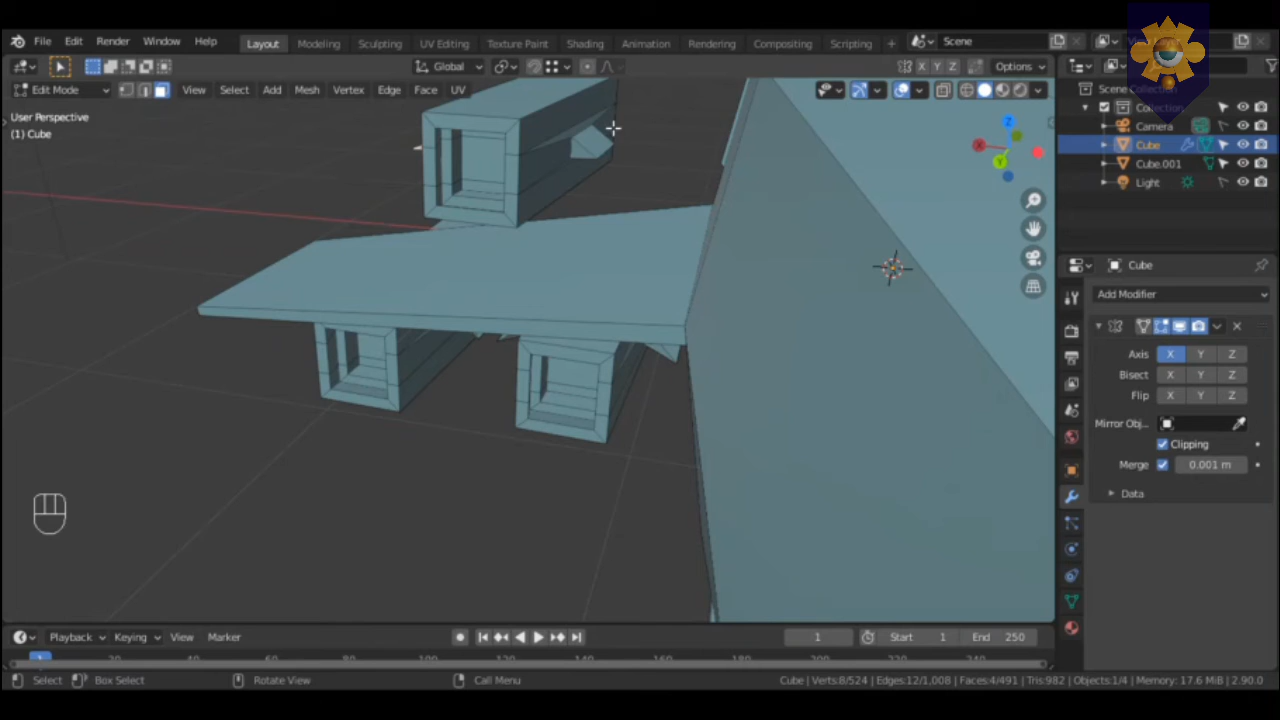 File Edit Render Window Help Layout Modeling Sculpting UV Editing Texture Paint Shading Animation Rendering Compositing Scripting + Scene
Global X Y Z Options
Edit Mode View Select Add Mesh Vertex Edge Face UV
User Perspective
(1) Cube
Z
X
Y
Scene Collection
Collection
Camera
Cube
Cube.001
Light
Cube
Add Modifier
Axis X Y Z
Bisect X Y Z
Flip X Y Z
Mirror Obj...
Clipping
Merge 0.001 m
Data
Playback Keying View Marker 1 Start 1 End 250
1
Select Box Select Rotate View Call Menu Cube | Verts:8/524 | Edges:12/1,008 | Faces:4/491 | Tris:982 | Objects:1/4 | Memory: 17.6 MiB | 2.90.0